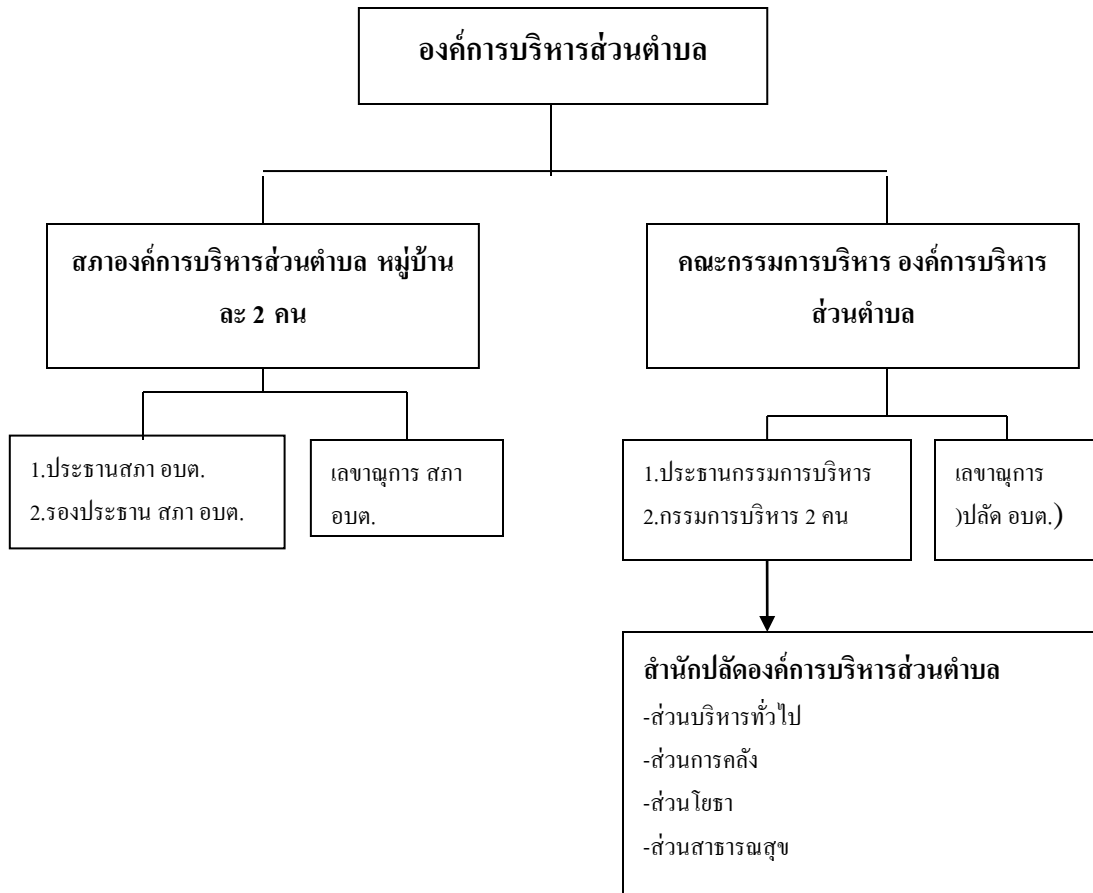 องค์การบริหารส่วนตำบล
สภาองค์การบริหารส่วนตำบล หมู่บ้าน
ละ 2 คน
คณะกรรมการบริหาร องค์การบริหาร
ส่วนตำบล
1.ประธานสภา อบต.
2.รองประธาน สภา อบต.
เลขาณุการ สภา
อบต.
1.ประธานกรรมการบริหาร
2.กรรมการบริหาร 2 คน
เลขาณุการ
)ปลัด อบต.)
สำนักปลัดองค์การบริหารส่วนตำบล
-ส่วนบริหารทั่วไป
-ส่วนการคลัง
-ส่วนโยธา
-ส่วนสาธารณสุข